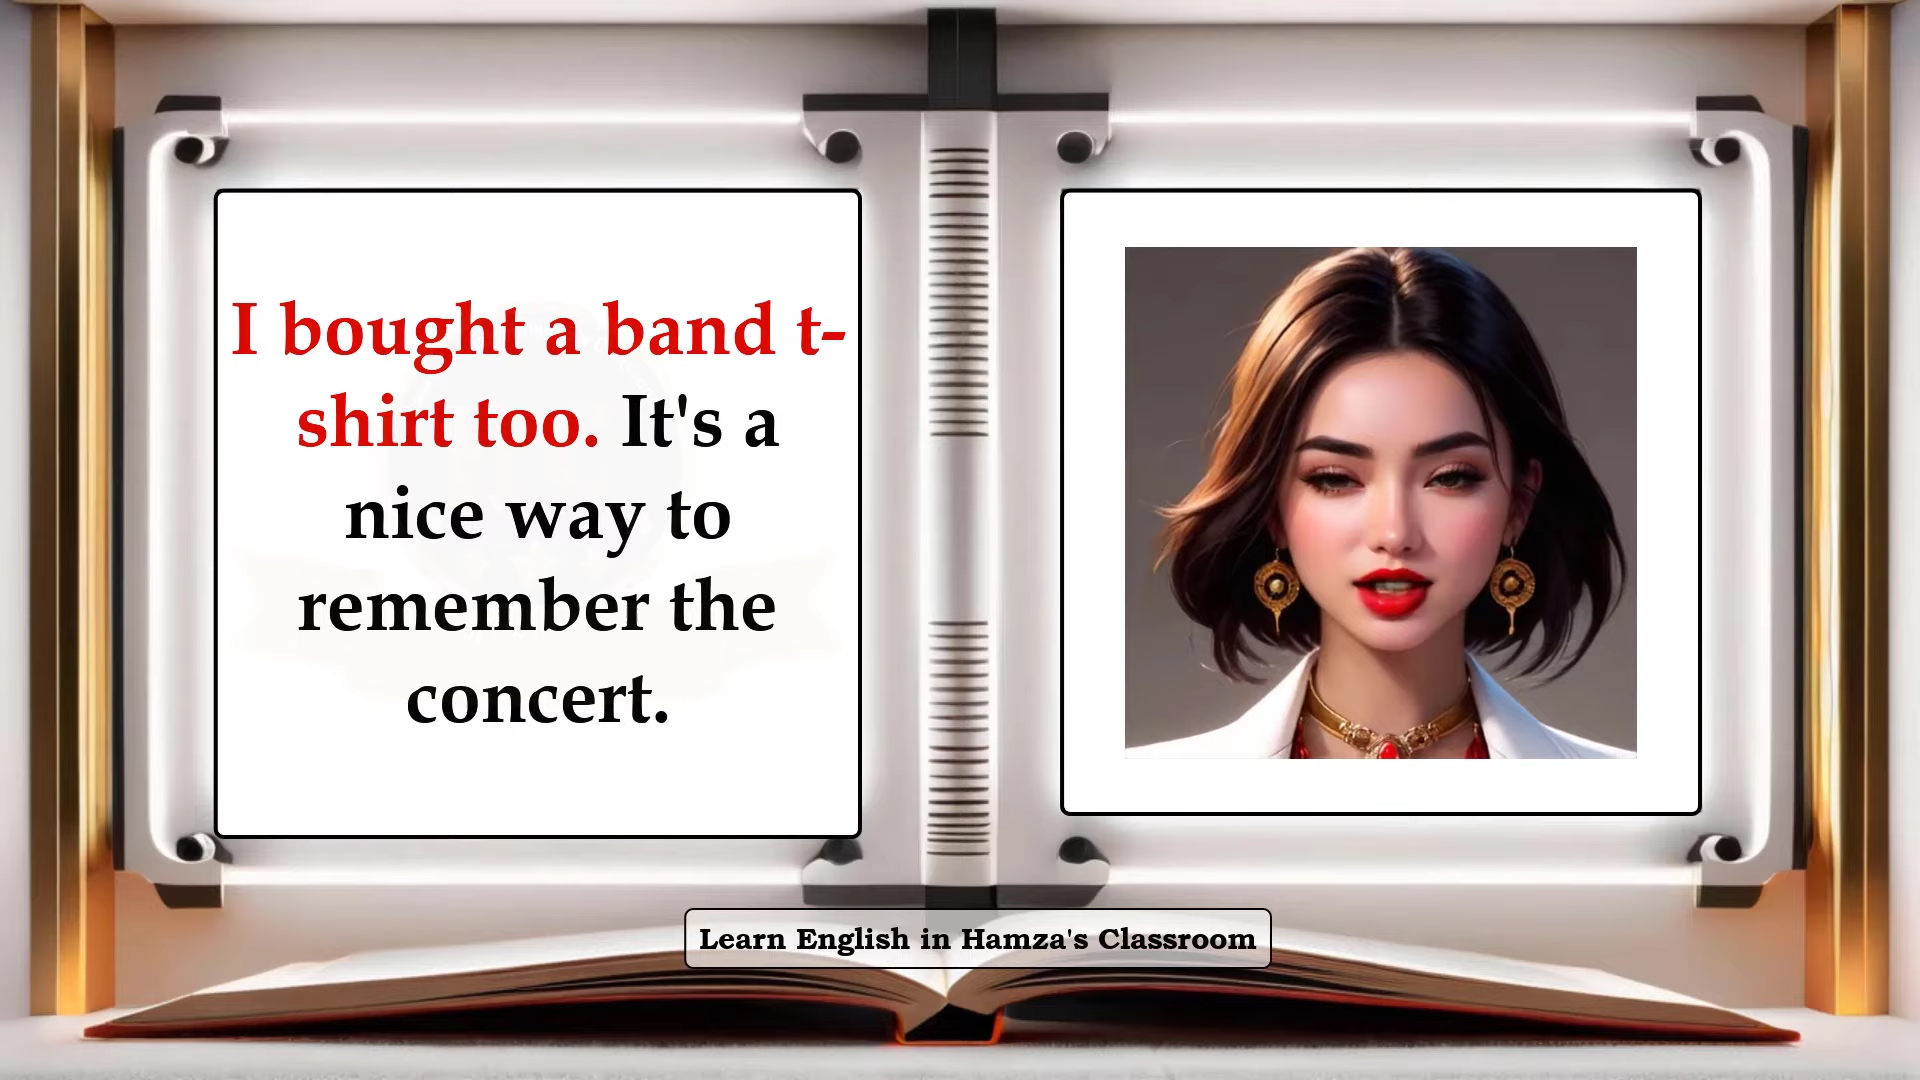 I bought a band t-
shirt too. It's a
nice way to
remember the
concert.
Learn English in Hamza's Classroom